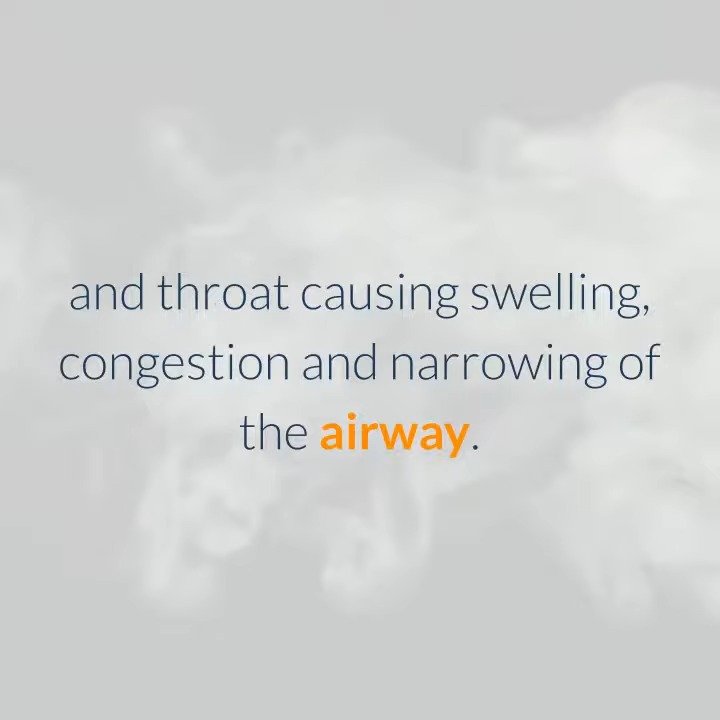 and throat causing swelling,
congestion and narrowing of
the airway.